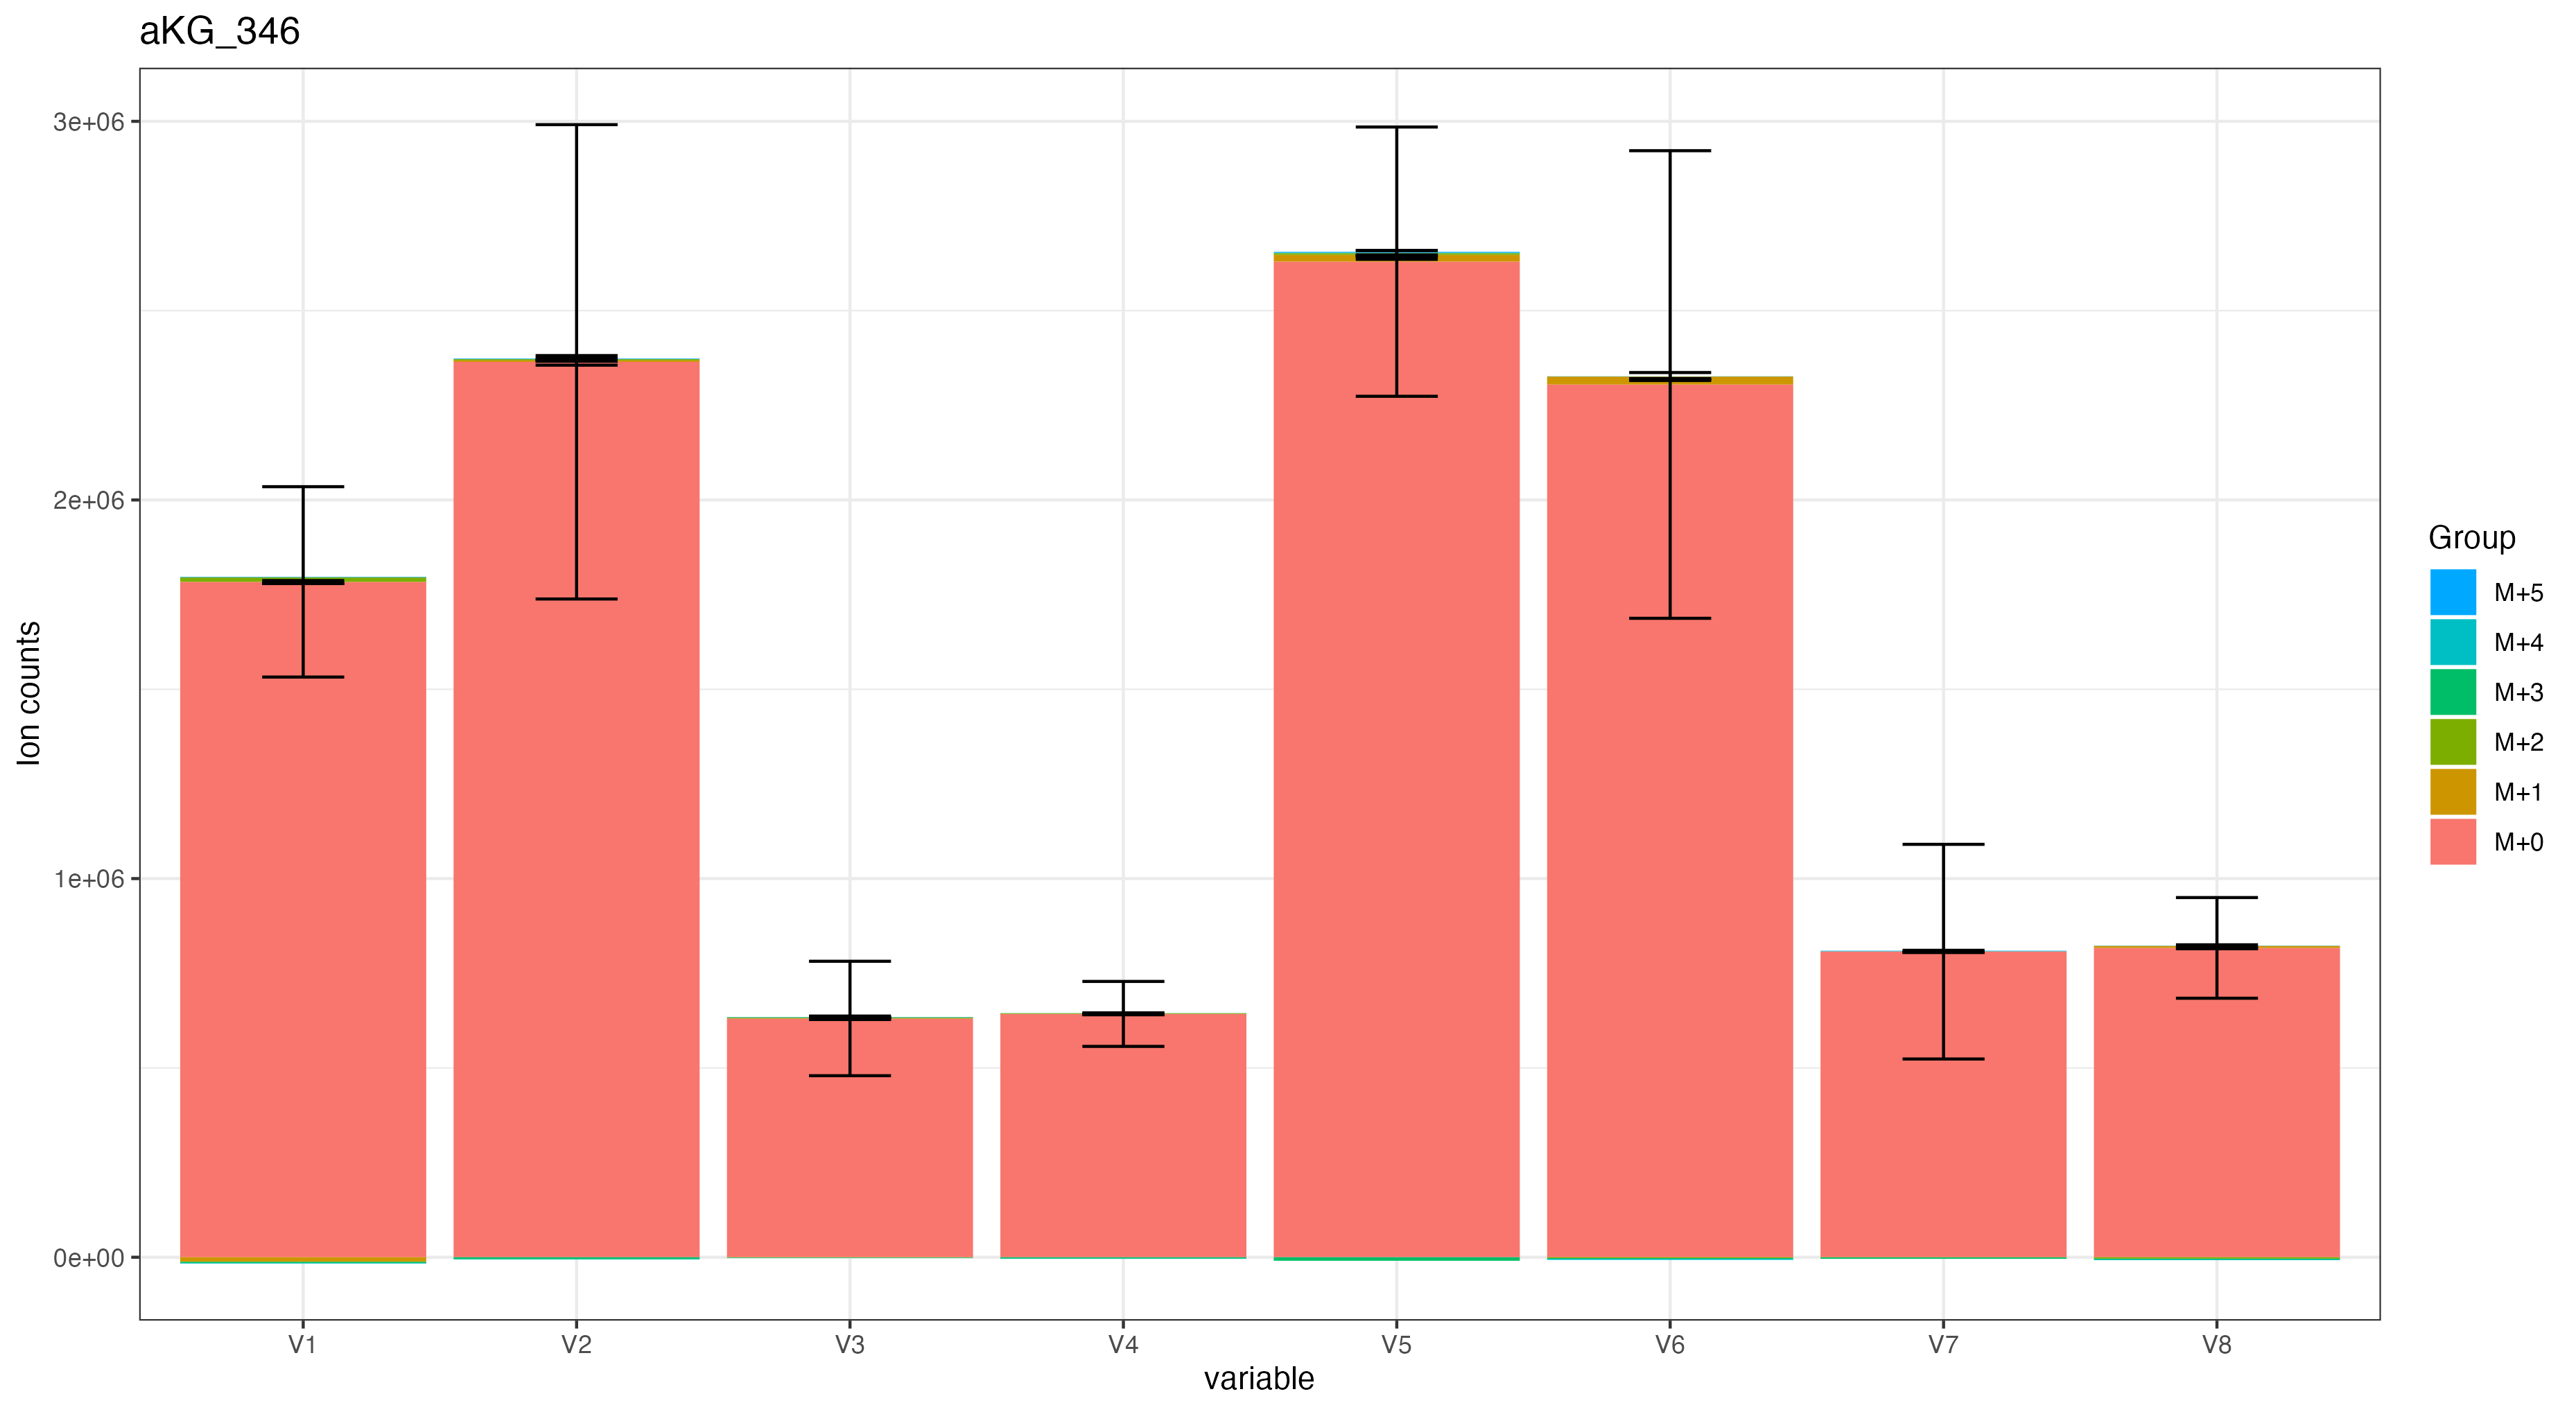 aKG_346
3e+06
2e+06
1e+06
0e+00
Ion counts
V1 V2 V3 V4 V5 V6 V7 V8
variable
Group
M+5
M+4
M+3
M+2
M+1
M+0